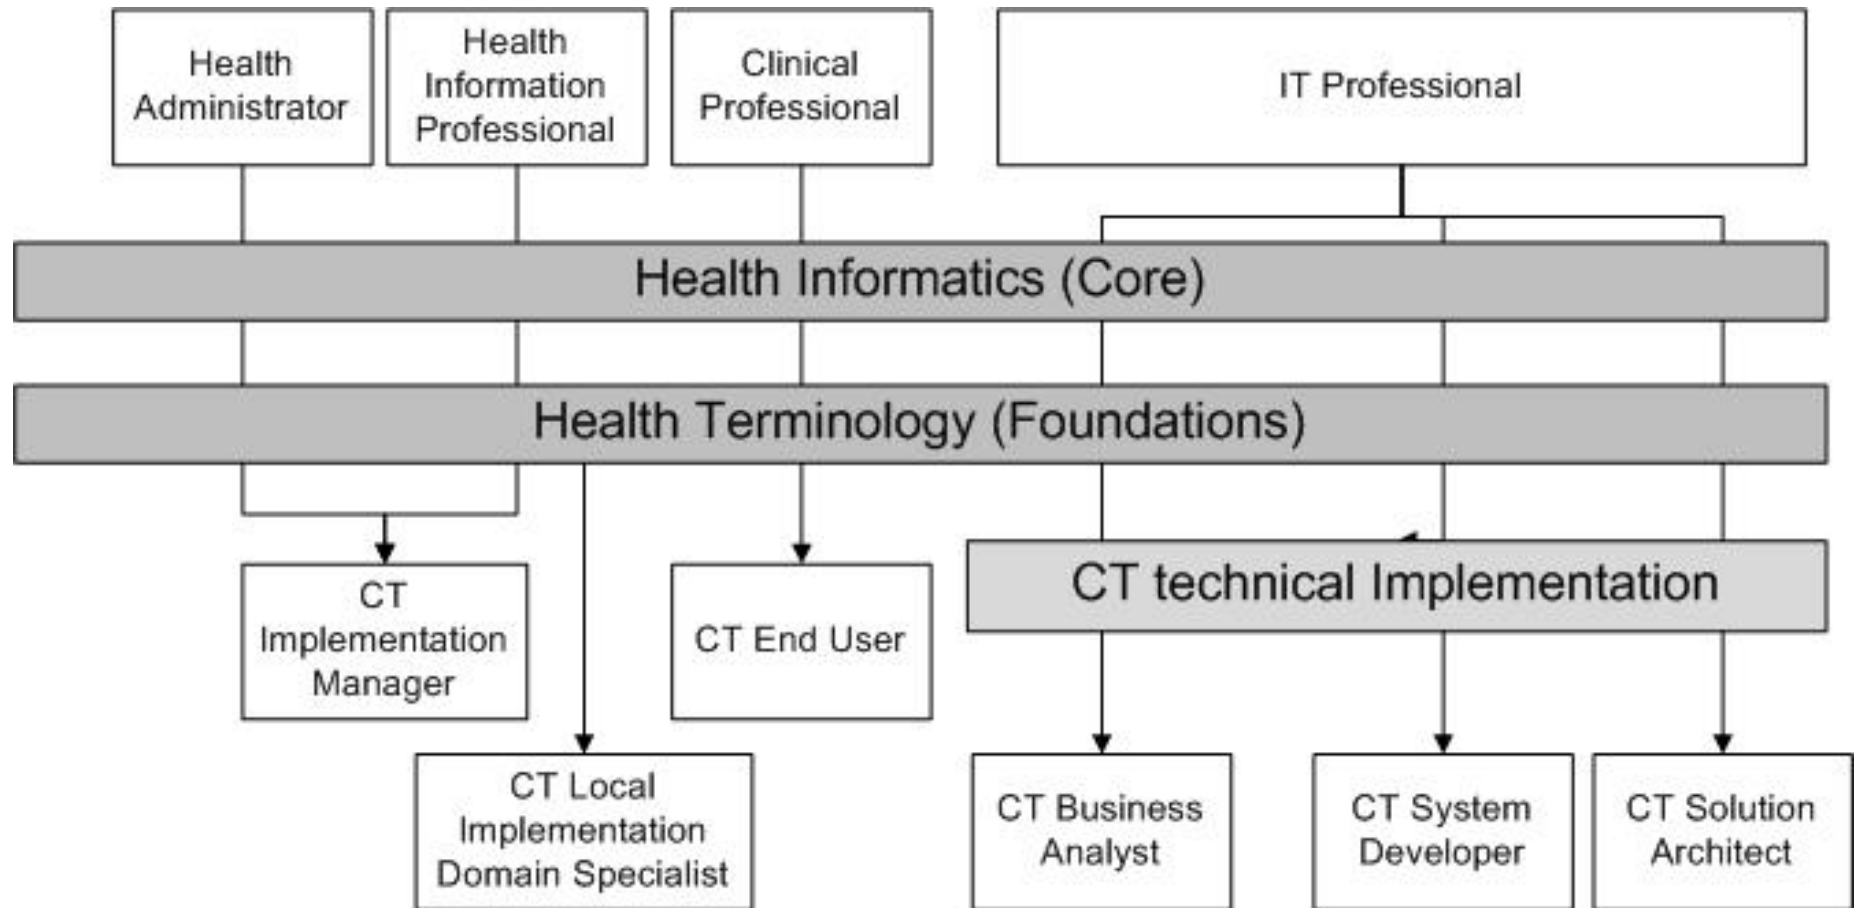 Health
Administrator
Health
Information
Professional
Clinical
Professional
IT Professional
Health Informatics (Core)
Health Terminology (Foundations)
CT
Implementation
Manager
CT End User
CT technical Implementation
CT Local
Implementation
Domain Specialist
CT Business
Analyst
CT System
Developer
CT Solution
Architect